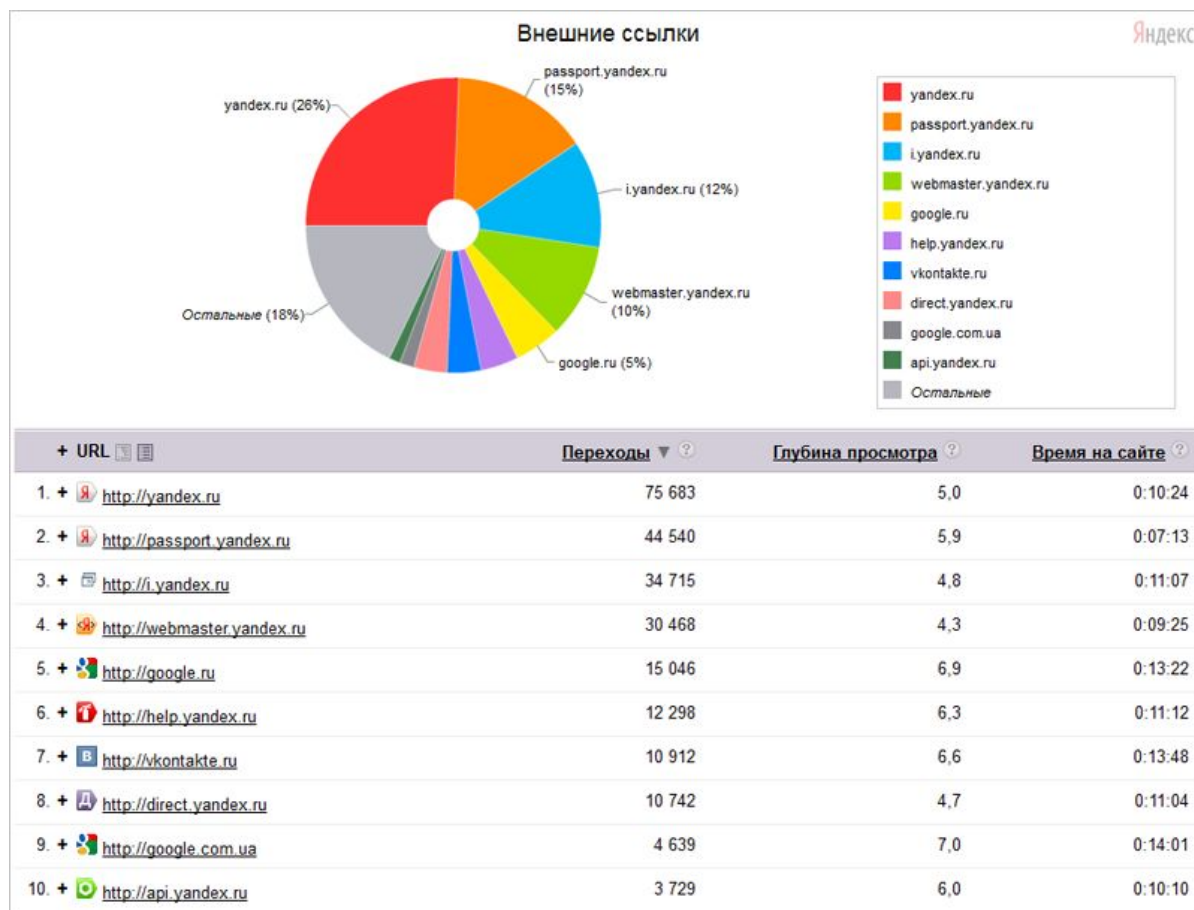 Внешние ссылки
Яндекс
yandex.ru (26%)
passport.yandex.ru
(15%)
i.yandex.ru (12%)
webmaster.yandex.ru
(10%)
google.ru (5%)
Остальные (18%)
yandex.ru
passport.yandex.ru
i.yandex.ru
webmaster.yandex.ru
google.ru
help.yandex.ru
vkontakte.ru
direct.yandex.ru
google.com.ua
api.yandex.ru
Остальные
+ URL Переходы ▼ ? Глубина просмотра ? Время на сайте ?
1. + Я http://yandex.ru 75 683 5,0 0:10:24
2. + Я http://passport.yandex.ru 44 540 5,9 0:07:13
3. + http://i.yandex.ru 34 715 4,8 0:11:07
4. + <Я> http://webmaster.yandex.ru 30 468 4,3 0:09:25
5. + http://google.ru 15 046 6,9 0:13:22
6. + http://help.yandex.ru 12 298 6,3 0:11:12
7. + В http://vkontakte.ru 10 912 6,6 0:13:48
8. + Д http://direct.yandex.ru 10 742 4,7 0:11:04
9. + http://google.com.ua 4 639 7,0 0:14:01
10. + http://api.yandex.ru 3 729 6,0 0:10:10